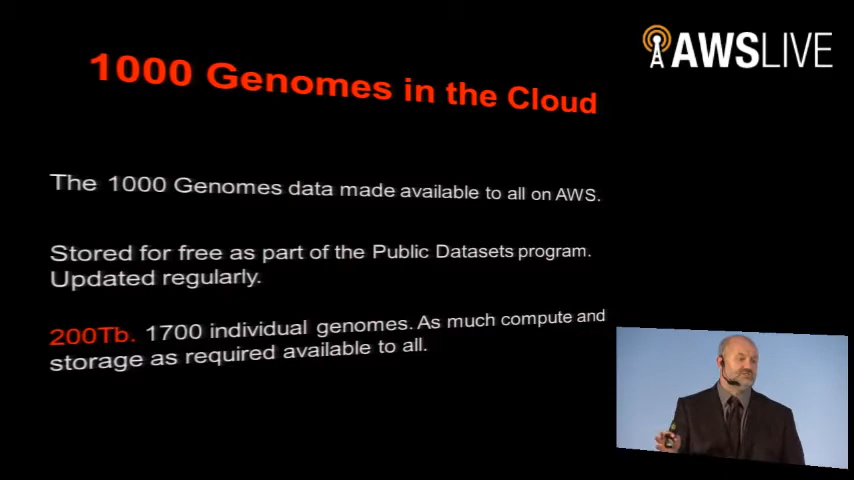 AWSLIVE
1000 Genomes in the Cloud
The 1000 Genomes data made available to all on AWS.
Stored for free as part of the Public Datasets program.
Updated regularly.
200Tb. 1700 individual genomes. As much compute and
storage as required available to all.